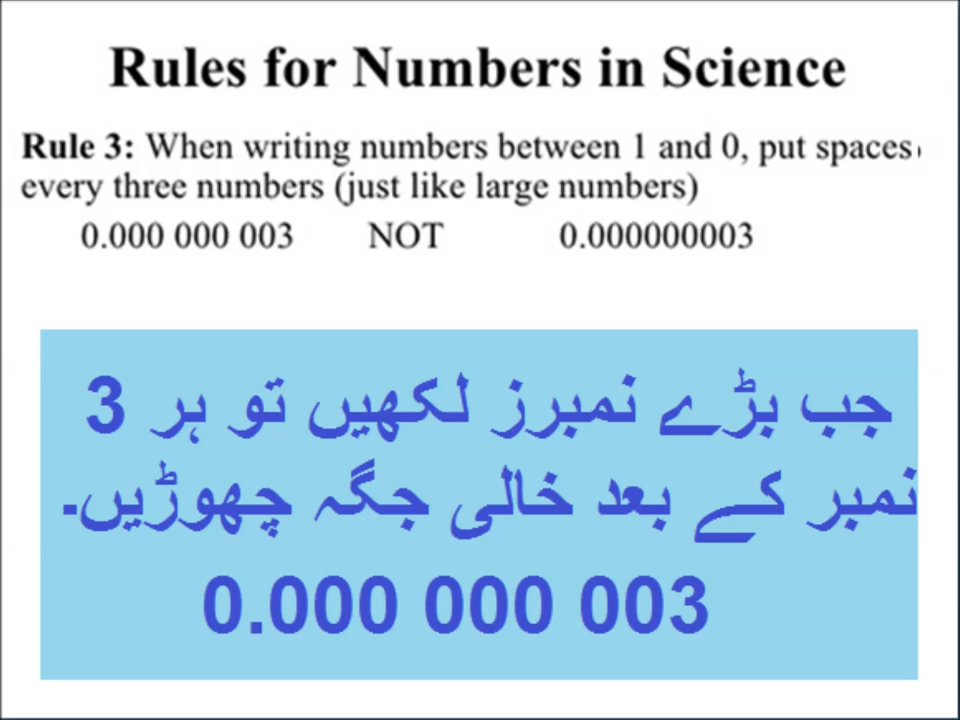 Rules for Numbers in Science
Rule 3: When writing numbers between 1 and 0, put spaces
every three numbers (just like large numbers)
0.000 000 003 NOT 0.000000003
جب بڑے نمبرز لکھیں تو ہر 3
نمبر کے بعد خالی جگہ چھوڑیں۔
0.000 000 003